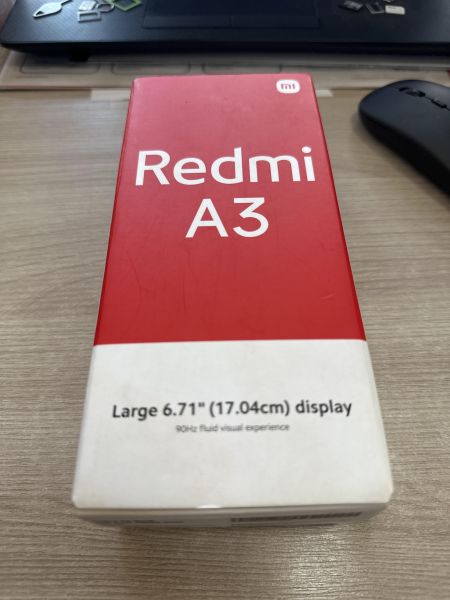 mi
Redmi
A3
Large 6.71" (17.04cm) display
90Hz fluid visual experience